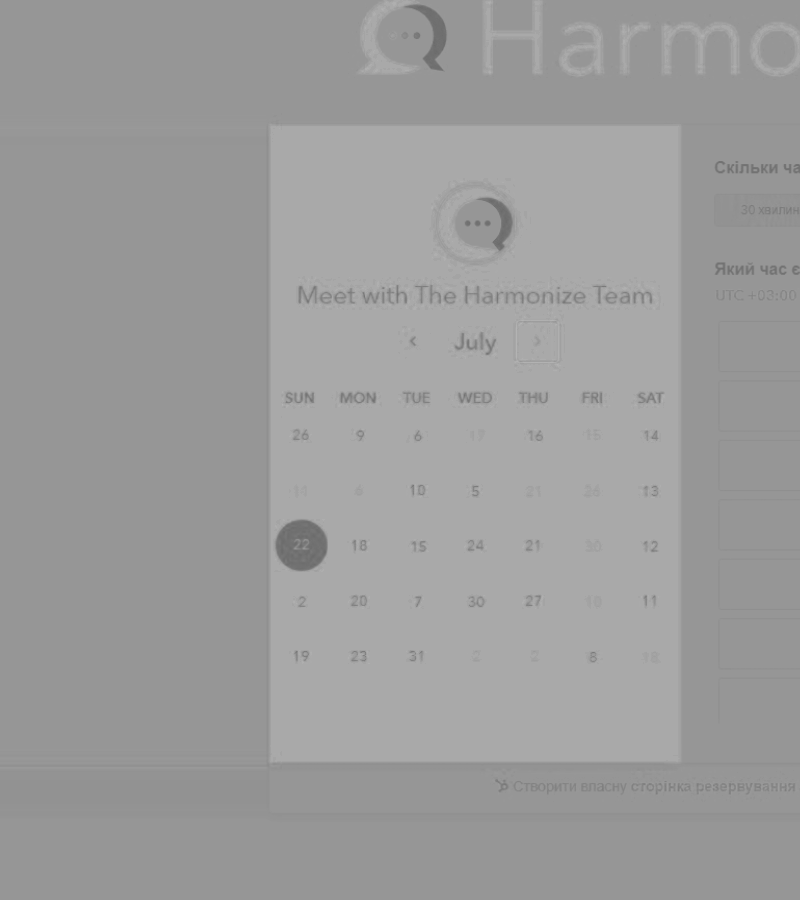 Harmo
Meet with The Harmonize Team
‹ July ›
SUN MON TUE WED THU FRI SAT
26 9 6 17 16 15 14
11 6 10 5 21 26 13
22 18 15 24 21 30 12
2 20 7 30 27 18 11
19 23 31 2 2 8 18
Скільки ча
30 хвилин
Який час є
UTC +03:00
Створити власну сторінка резервування